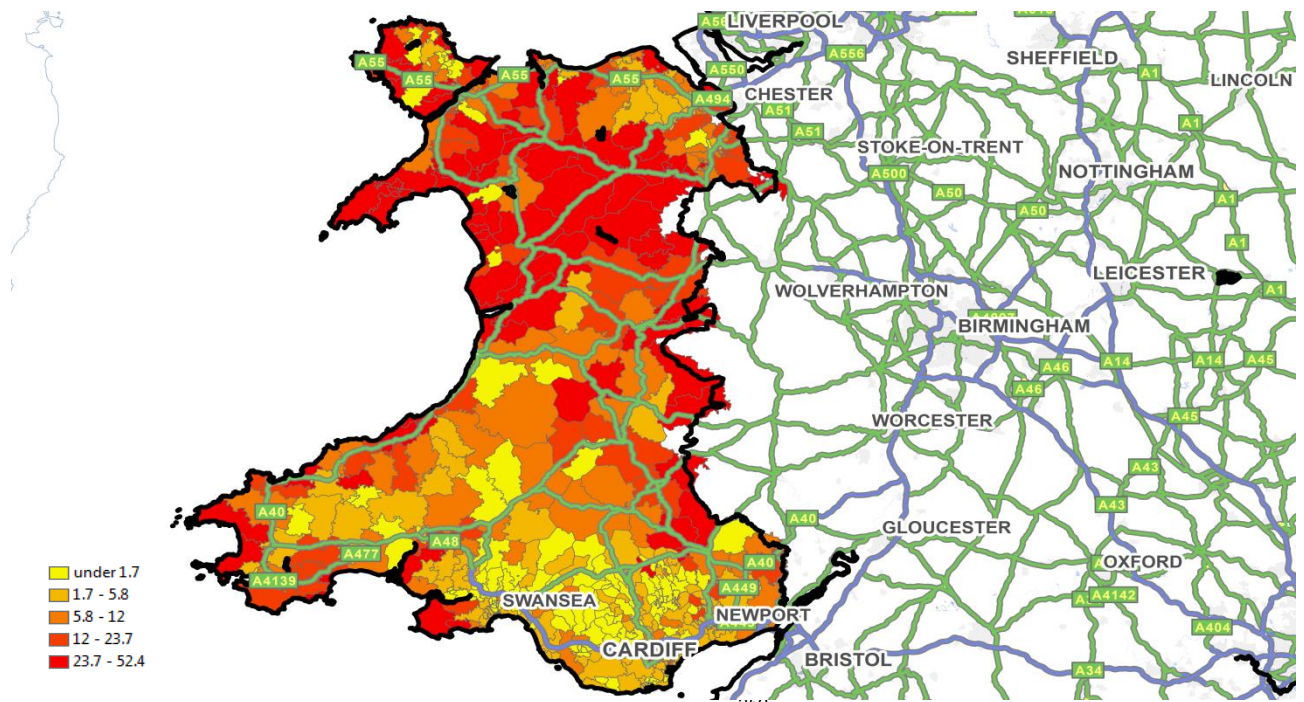 LIVERPOOL
A556
SHEFFIELD
A1
LINCOLN
A55
A55
A55
A55
A550
A494
CHESTER
A51
A51
A1
STOKE-ON-TRENT
A500
A50
A50
NOTTINGHAM
A1
A1
LEICESTER
A1
WOLVERHAMPTON
BIRMINGHAM
A46
A46
A14
A14
A45
A45
WORCESTER
A43
A43
A40
A40
GLOUCESTER
A477
A48
A4139
A40
A449
OXFORD
A4142
A404
SWANSEA
NEWPORT
CARDIFF
BRISTOL
A34
under 1.7
1.7 - 5.8
5.8 - 12
12 - 23.7
23.7 - 52.4